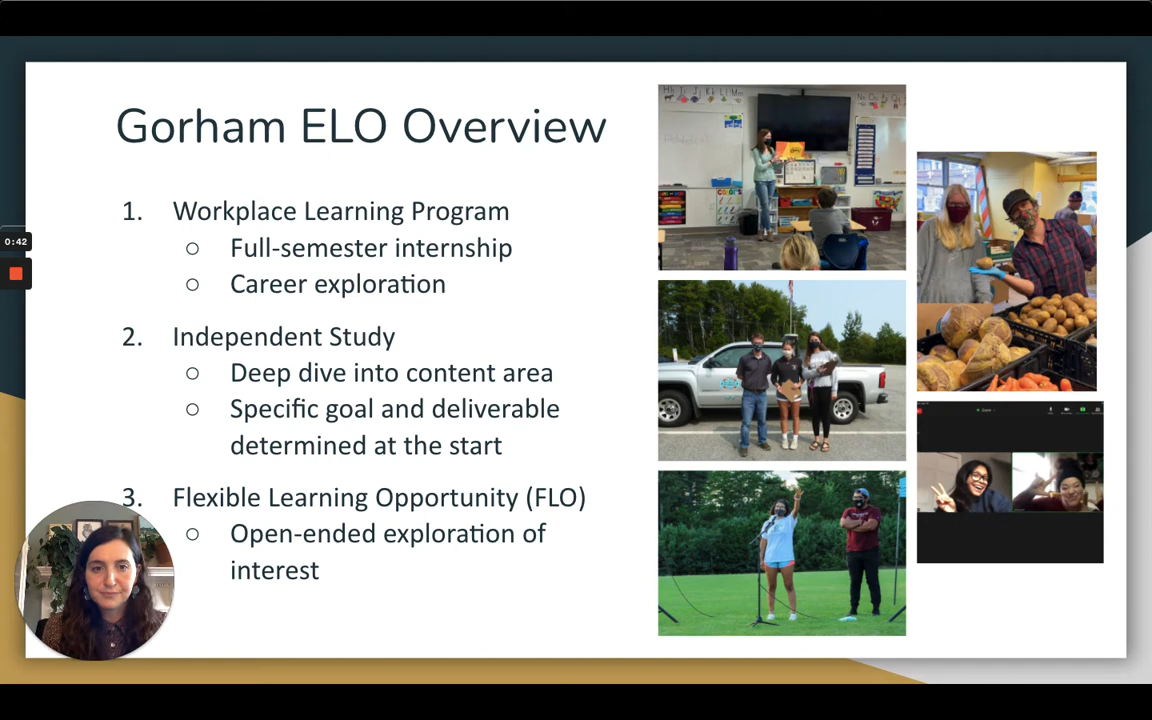 Gorham ELO Overview
1. Workplace Learning Program
○ Full-semester internship
○ Career exploration
2. Independent Study
○ Deep dive into content area
○ Specific goal and deliverable
determined at the start
3. Flexible Learning Opportunity (FLO)
○ Open-ended exploration of
interest
0:42